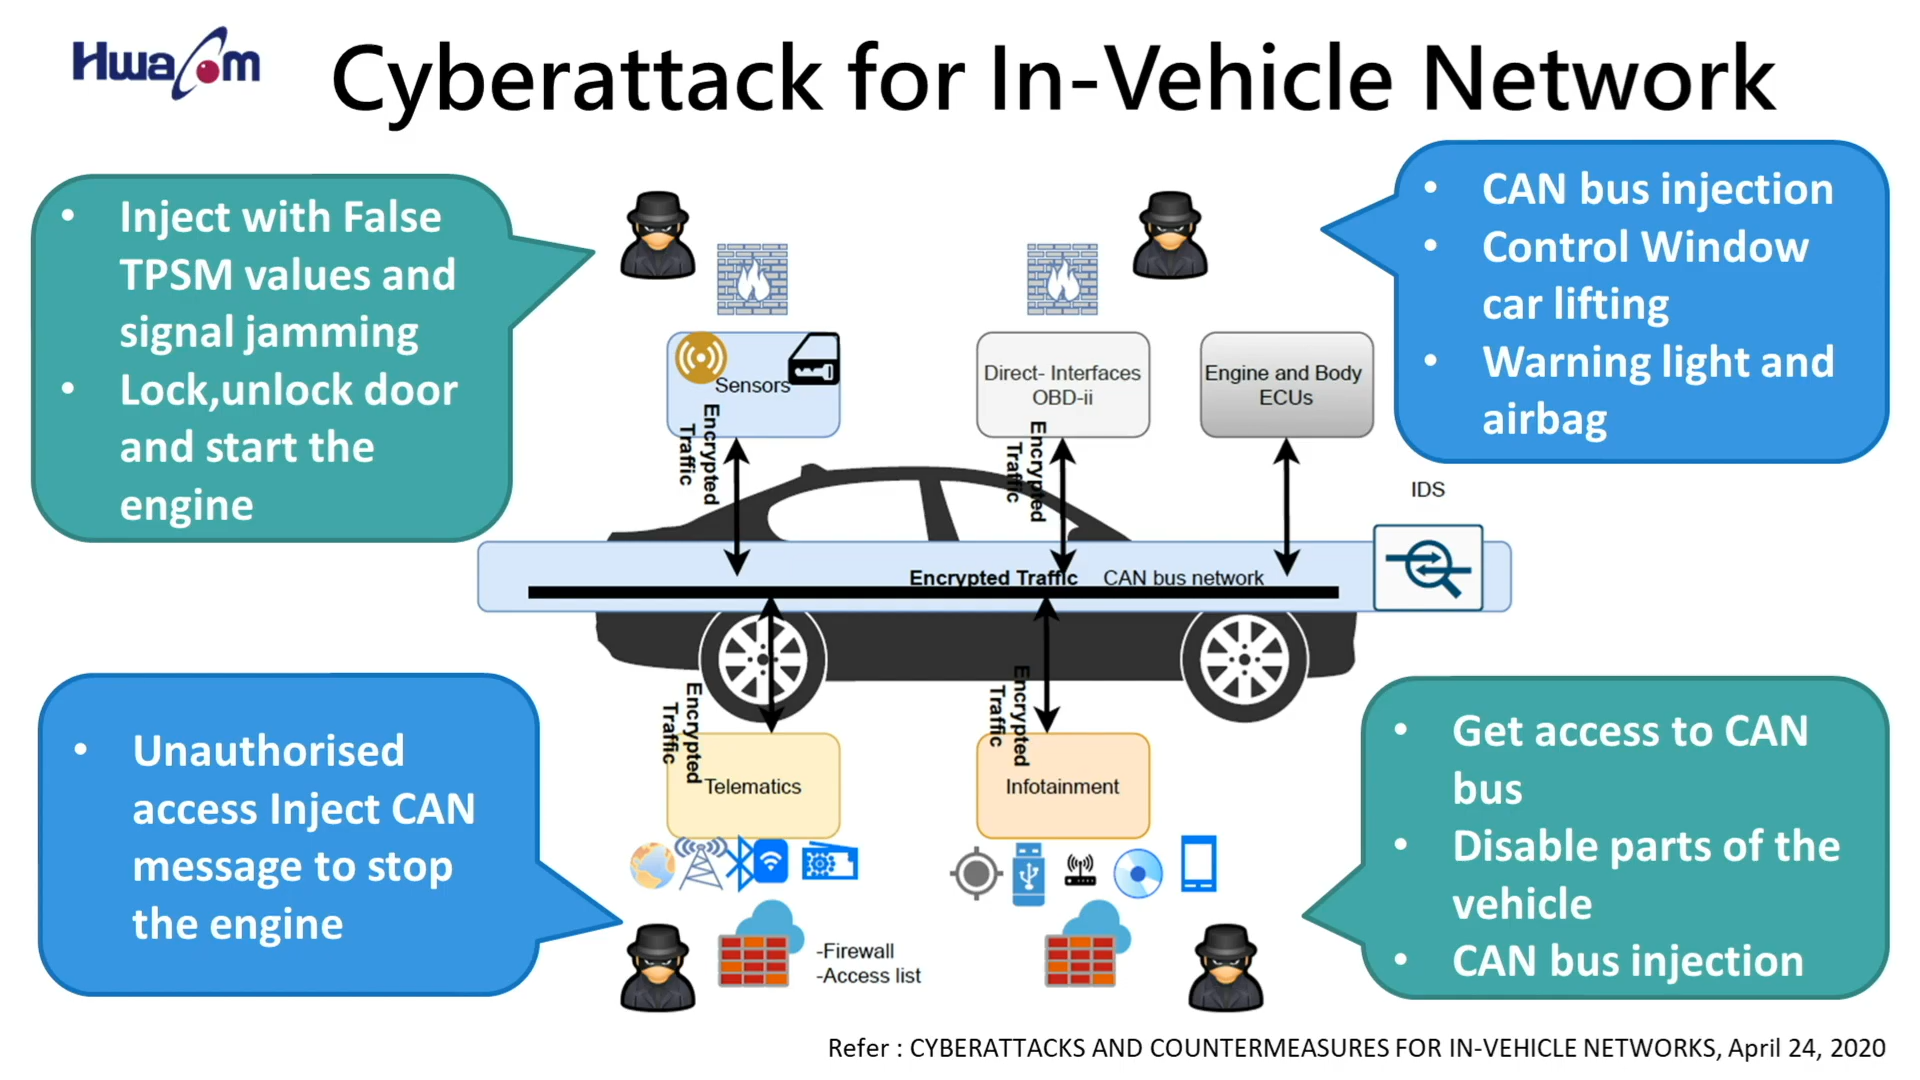 HwaCom
Cyberattack for In-Vehicle Network
• Inject with False
TPSM values and
signal jamming
• Lock,unlock door
and start the
engine
• CAN bus injection
• Control Window
car lifting
• Warning light and
airbag
Sensors
Direct- Interfaces
OBD-ii
Engine and Body
ECUs
Encrypted
Traffic
Encrypted
Traffic
IDS
Encrypted Traffic
CAN bus network
Encrypted
Traffic
Encrypted
Traffic
Telematics
Infotainment
• Unauthorised
access Inject CAN
message to stop
the engine
• Get access to CAN
bus
• Disable parts of the
vehicle
• CAN bus injection
-Firewall
-Access list
Refer : CYBERATTACKS AND COUNTERMEASURES FOR IN-VEHICLE NETWORKS, April 24, 2020